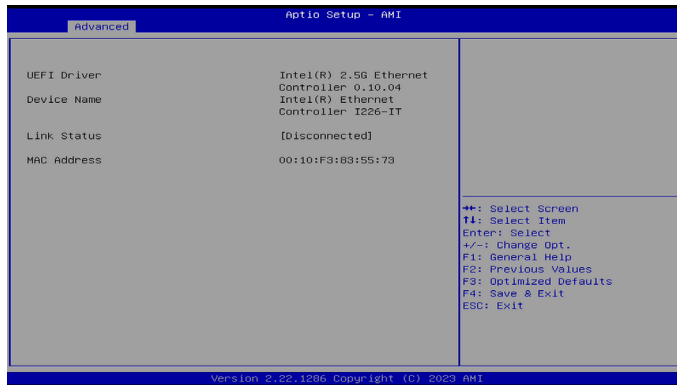 Aptio Setup – AMI
Advanced
UEFI Driver Intel(R) 2.5G Ethernet
Controller 0.10.04
Device Name Intel(R) Ethernet
Controller I226-IT
Link Status [Disconnected]
MAC Address 00:10:F3:83:55:73
→←: Select Screen
↑↓: Select Item
Enter: Select
+/-: Change Opt.
F1: General Help
F2: Previous Values
F3: Optimized Defaults
F4: Save & Exit
ESC: Exit
Version 2.22.1286 Copyright (C) 2023 AMI